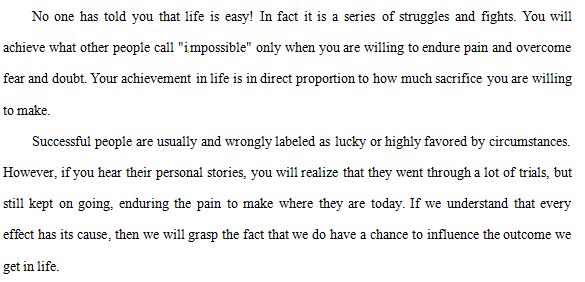 No one has told you that life is easy! In fact it is a series of struggles and fights. You will
achieve what other people call "impossible" only when you are willing to endure pain and overcome
fear and doubt. Your achievement in life is in direct proportion to how much sacrifice you are willing
to make.
Successful people are usually and wrongly labeled as lucky or highly favored by circumstances.
However, if you hear their personal stories, you will realize that they went through a lot of trials, but
still kept on going, enduring the pain to make where they are today. If we understand that every
effect has its cause, then we will grasp the fact that we do have a chance to influence the outcome we
get in life.